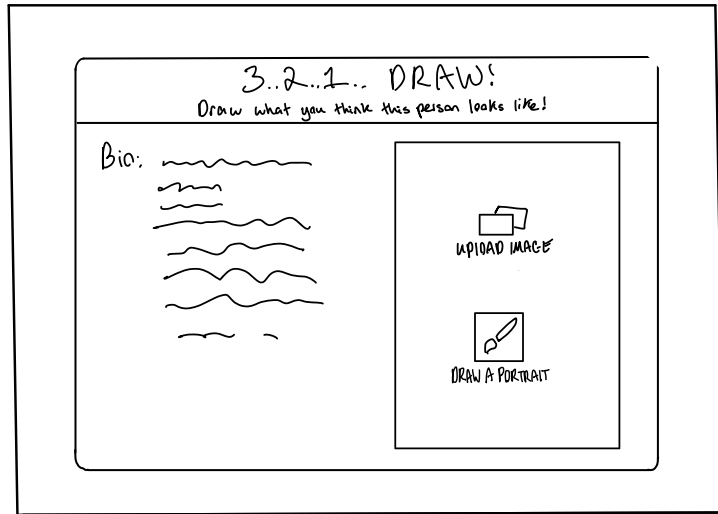 3..2..1.. DRAW!
Draw what you think this person looks like!
Bio:
UPLOAD IMAGE
DRAW A PORTRAIT